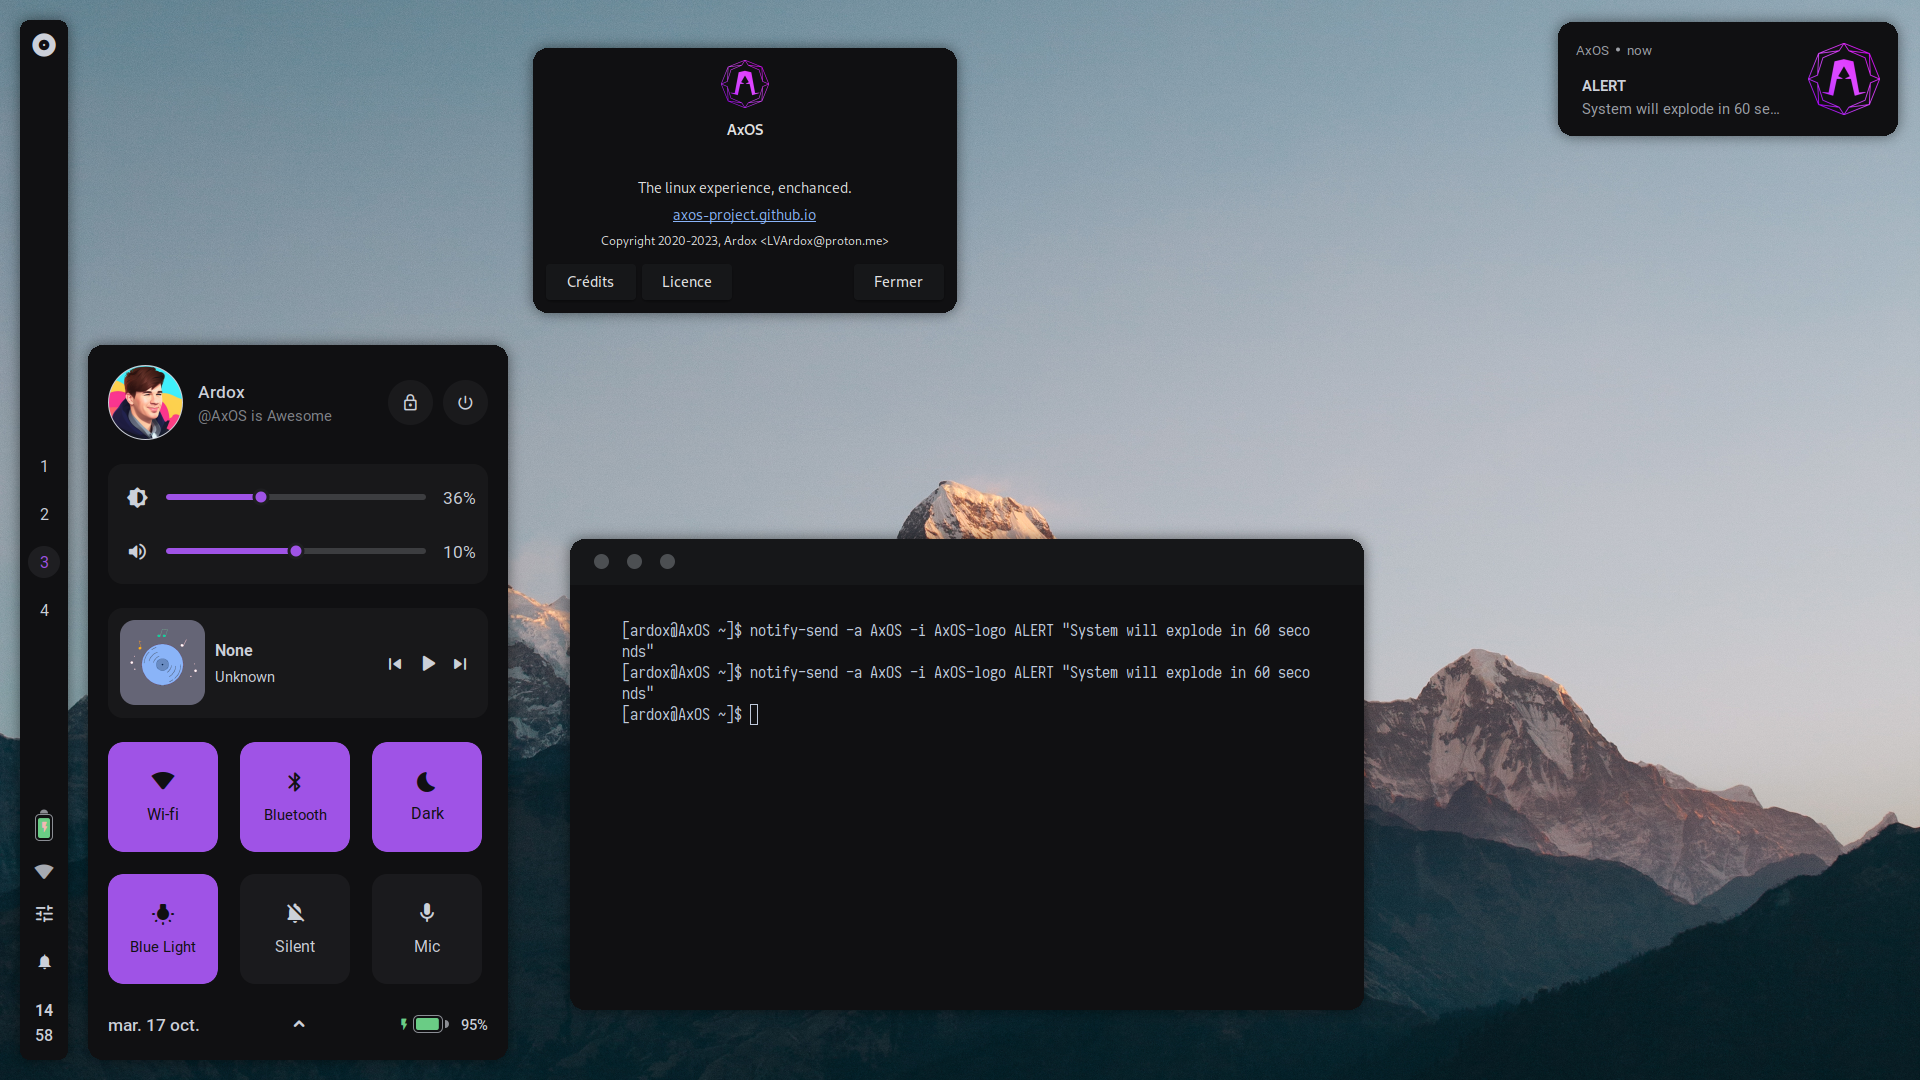 AxOS
The linux experience, enchanced.
axos-project.github.io
Copyright 2020-2023, Ardox <LVArdox@proton.me>
Crédits
Licence
Fermer
AxOS • now
ALERT
System will explode in 60 se...
1
2
3
4
14
58
Ardox
@AxOS is Awesome
36%
10%
None
Unknown
Wi-fi
Bluetooth
Dark
Blue Light
Silent
Mic
mar. 17 oct.
95%
[ardox@AxOS ~]$ notify-send -a AxOS -i AxOS-logo ALERT "System will explode in 60 seco
nds"
[ardox@AxOS ~]$ notify-send -a AxOS -i AxOS-logo ALERT "System will explode in 60 seco
nds"
[ardox@AxOS ~]$